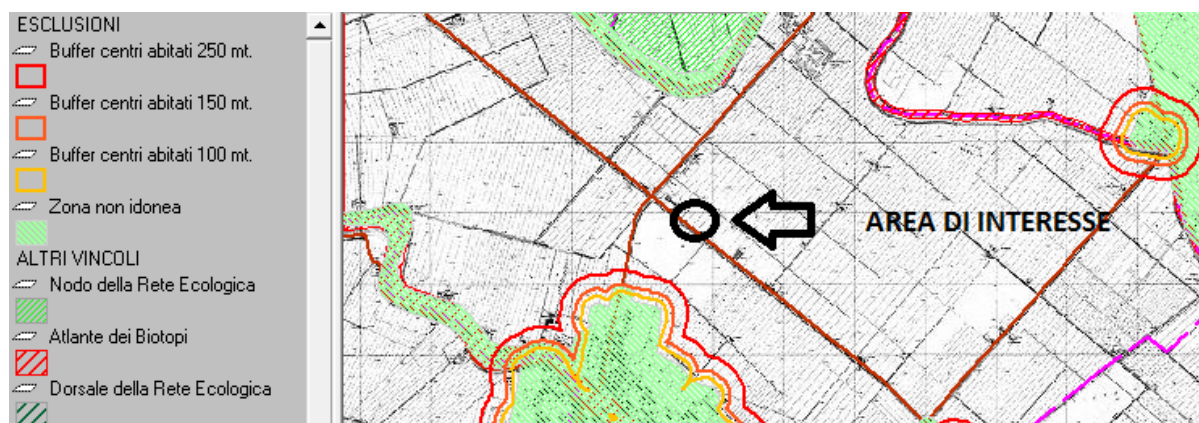 ESCLUSIONI
Buffer centri abitati 250 mt.
Buffer centri abitati 150 mt.
Buffer centri abitati 100 mt.
Zona non idonea
ALTRI VINCOLI
Nodo della Rete Ecologica
Atlante dei Biotopi
Dorsale della Rete Ecologica
AREA DI INTERESSE